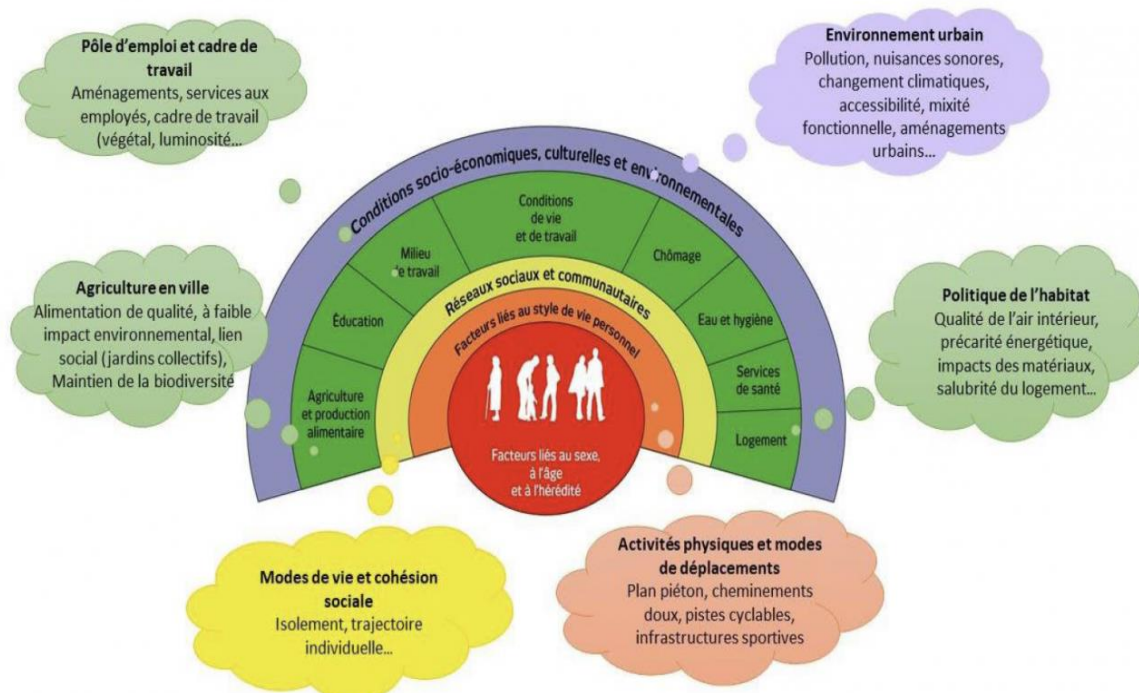 Pôle d'emploi et cadre de
travail
Aménagements, services aux
employés, cadre de travail
(végétal, luminosité...
Environnement urbain
Pollution, nuisances sonores,
changement climatiques,
accessibilité, mixité
fonctionnelle, aménagements
urbains...
Agriculture en ville
Alimentation de qualité, à faible
impact environnemental, lien
social (jardins collectifs),
Maintien de la biodiversité
Politique de l'habitat
Qualité de l'air intérieur,
précarité énergétique,
impacts des matériaux,
salubrité du logement...
Conditions socio-économiques, culturelles et environnementales
Agriculture
et production
alimentaire
Éducation
Milieu
de travail
Conditions
de vie
et de travail
Chômage
Eau et hygiène
Services
de santé
Logement
Réseaux sociaux et communautaires
Facteurs liés au style de vie personnel
Facteurs liés au sexe,
à l'âge
et à l'hérédité
Modes de vie et cohésion
sociale
Isolement, trajectoire
individuelle...
Activités physiques et modes
de déplacements
Plan piéton, cheminements
doux, pistes cyclables,
infrastructures sportives